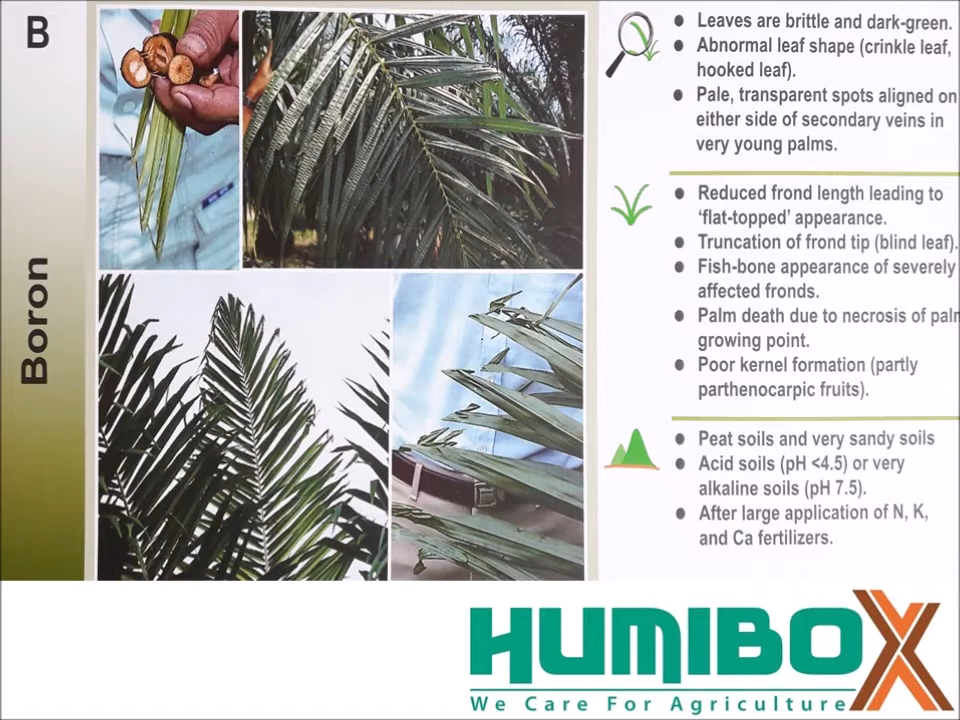 B
Boron
● Leaves are brittle and dark-green.
● Abnormal leaf shape (crinkle leaf,
hooked leaf).
● Pale, transparent spots aligned on
either side of secondary veins in
very young palms.
● Reduced frond length leading to
‘flat-topped’ appearance.
● Truncation of frond tip (blind leaf).
● Fish-bone appearance of severely
affected fronds.
● Palm death due to necrosis of palm
growing point.
● Poor kernel formation (partly
parthenocarpic fruits).
● Peat soils and very sandy soils
● Acid soils (pH <4.5) or very
alkaline soils (pH 7.5).
● After large application of N, K,
and Ca fertilizers.
HUMIBOX
We Care For Agriculture